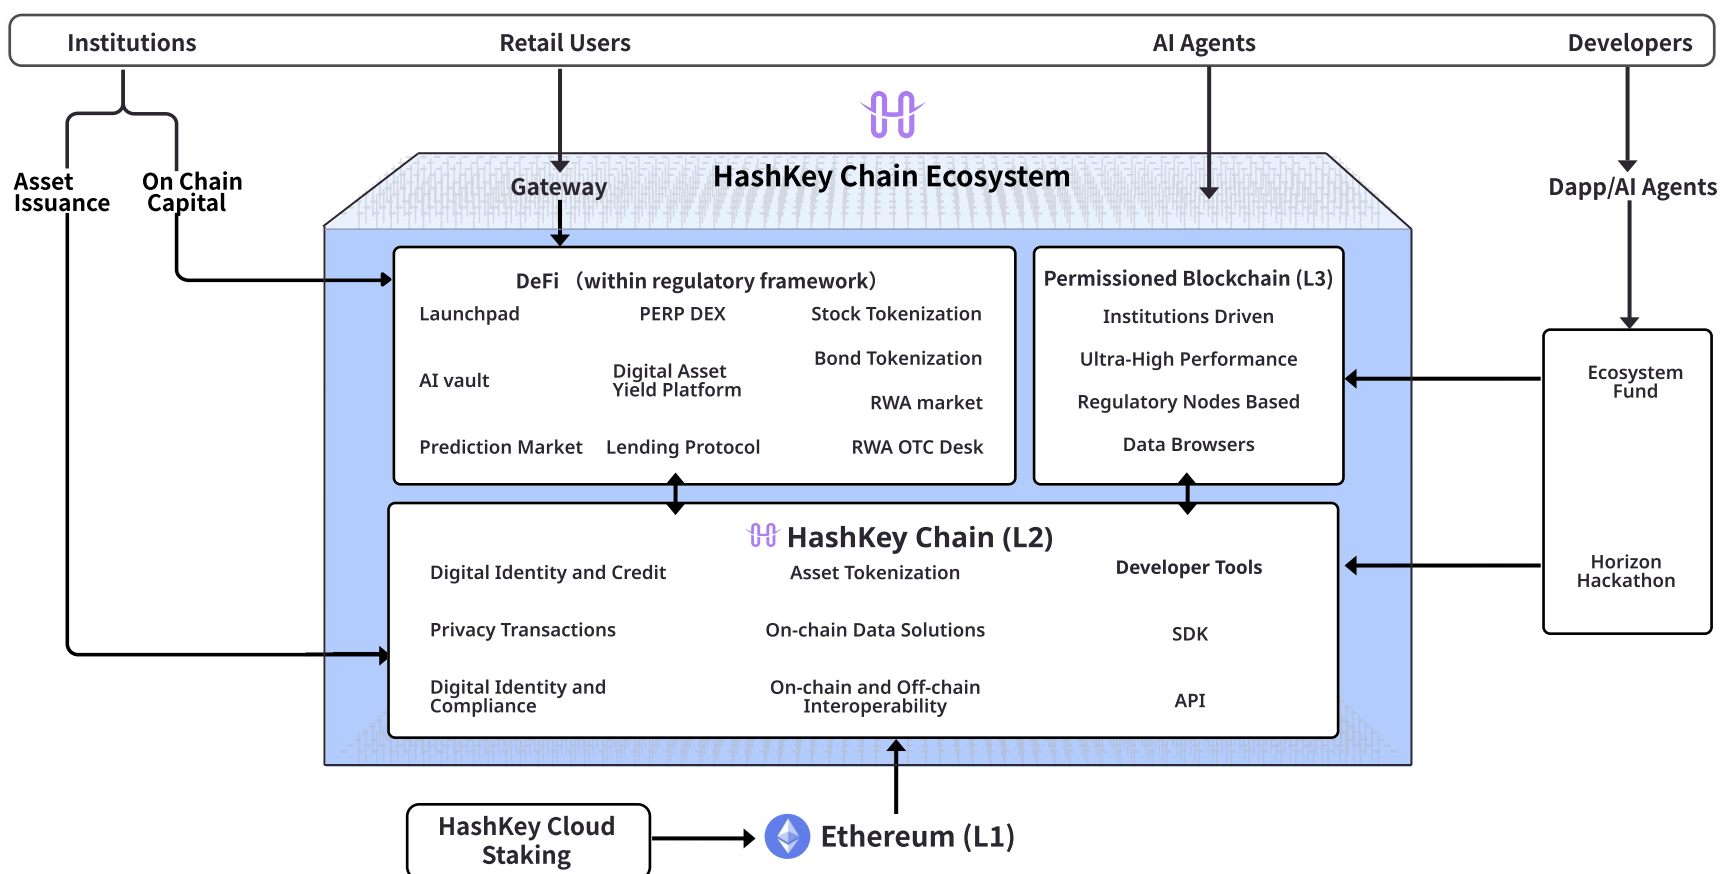 Institutions
Retail Users
AI Agents
Developers
Asset
Issuance
On Chain
Capital
Gateway
HashKey Chain Ecosystem
Dapp/AI Agents
DeFi （within regulatory framework）
Launchpad
PERP DEX
Stock Tokenization
Bond Tokenization
AI vault
Digital Asset
Yield Platform
RWA market
Prediction Market
Lending Protocol
RWA OTC Desk
Permissioned Blockchain (L3)
Institutions Driven
Ultra-High Performance
Regulatory Nodes Based
Data Browsers
Ecosystem
Fund
Horizon
Hackathon
HashKey Chain (L2)
Digital Identity and Credit
Asset Tokenization
Developer Tools
Privacy Transactions
On-chain Data Solutions
SDK
Digital Identity and
Compliance
On-chain and Off-chain
Interoperability
API
HashKey Cloud
Staking
Ethereum (L1)